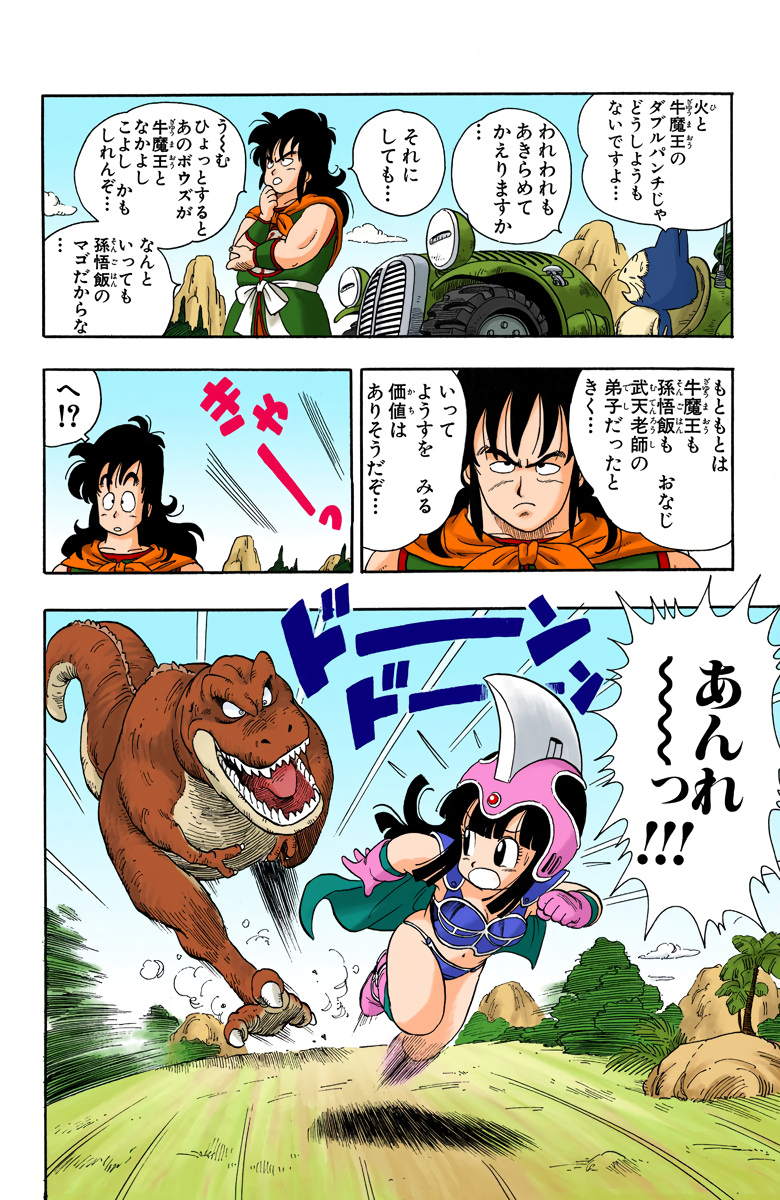 火と
牛魔王の
ダブルパンチじゃ
どうしようも
ないですよ…
われわれも
あきらめて
かえりますか
…
それに
しても…
う〜む
ひょっとすると
あのボウズが
牛魔王と
なかよし
こよし かも
しれんぞ…
なんと
いっても
孫悟飯の
マゴだからな
…
もともとは
牛魔王も
孫悟飯も おなじ
武天老師の
弟子だったと
きく…
いって
ようすを みる
価値は
ありそうだぞ…
きゃーーっ
へ!?
あんれ
〜〜〜っ
!!!
ドーン
ドーン